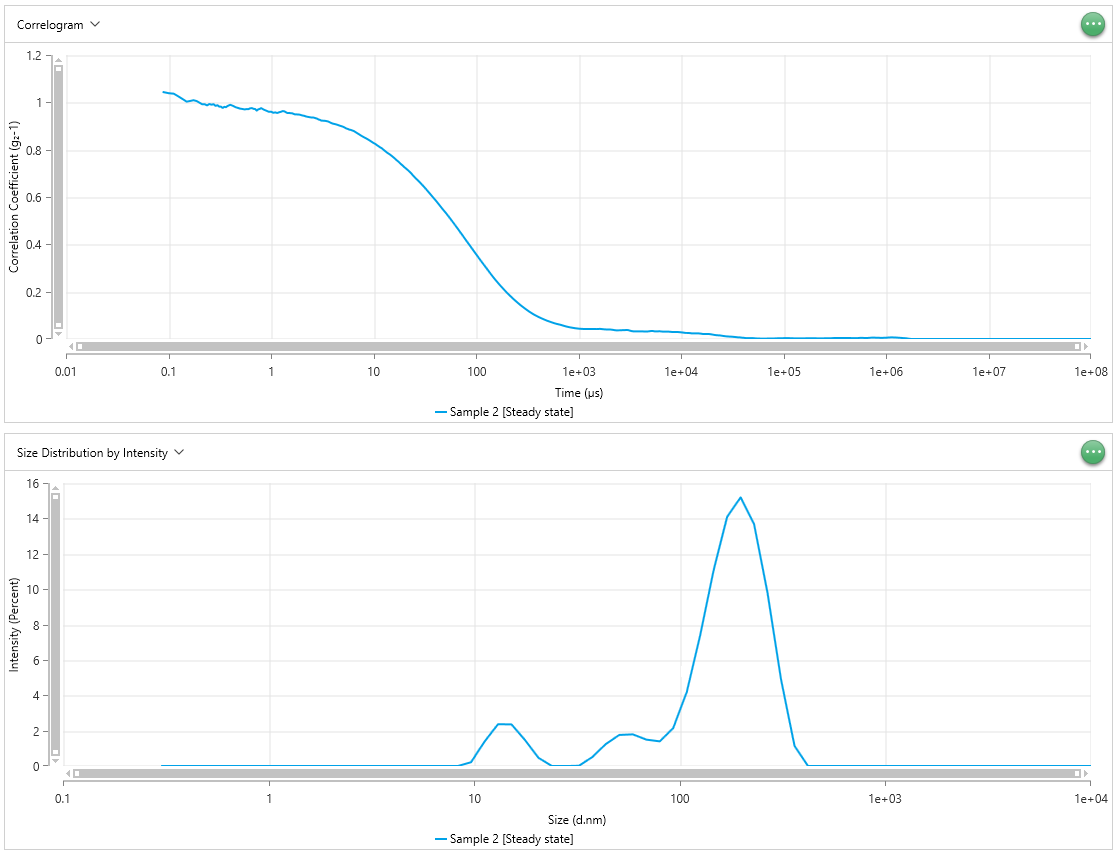 Correlogram
1.2
1
0.8
0.6
0.4
0.2
0
Correlation Coefficient (g₂-1)
0.01 0.1 1 10 100 1e+03 1e+04 1e+05 1e+06 1e+07 1e+08
Time (µs)
Sample 2 [Steady state]
Size Distribution by Intensity
16
14
12
10
8
6
4
2
0
Intensity (Percent)
0.1 1 10 100 1e+03 1e+04
Size (d.nm)
Sample 2 [Steady state]